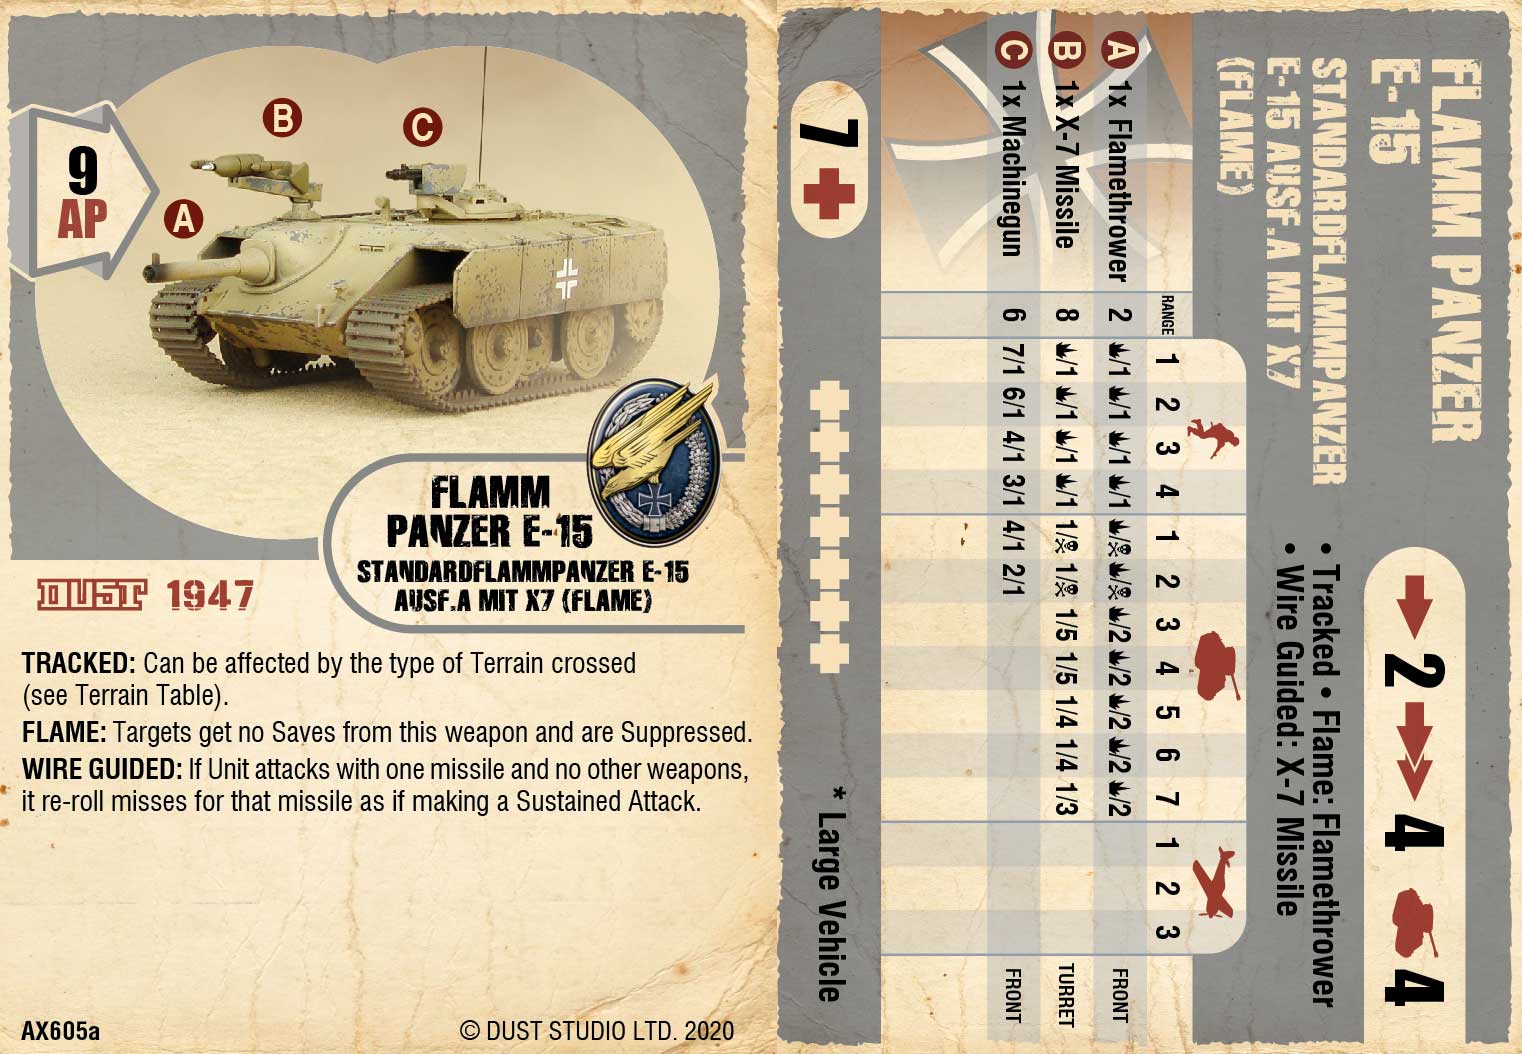 9
AP
A
B
C
FLAMM
PANZER E-15
STANDARDFLAMMPANZER E-15
AUSF.A MIT X7 (FLAME)
DUST 1947
TRACKED: Can be affected by the type of Terrain crossed
(see Terrain Table).
FLAME: Targets get no Saves from this weapon and are Suppressed.
WIRE GUIDED: If Unit attacks with one missile and no other weapons,
it re-roll misses for that missile as if making a Sustained Attack.
AX605a
© DUST STUDIO LTD. 2020
FLAMM PANZER
E-15
STANDARDFLAMMPANZER
E-15 AUSF.A MIT X7
(FLAME)
2 4 4
• Tracked • Flame: Flamethrower
• Wire Guided: X-7 Missile
RANGE 1 2 3 4 1 2 3 4 5 6 7 1 2 3
A 1x Flamethrower 2 /1 /1 /1 /1 / / /2 /2 /2 /2 /2 FRONT
B 1x X-7 Missile 8 /1 /1 /1 /1 1/ 1/ 1/5 1/5 1/4 1/4 1/3 TURRET
C 1x Machinegun 6 7/1 6/1 4/1 3/1 4/1 2/1 FRONT
7
* Large Vehicle